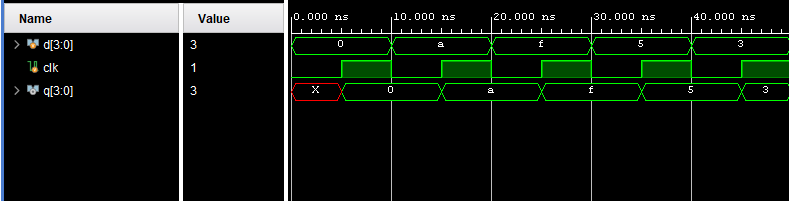 Name Value 0.000 ns 10.000 ns 20.000 ns 30.000 ns 40.000 ns
d[3:0] 3 0 a f 5 3
clk 1
q[3:0] 3 X 0 a f 5 3